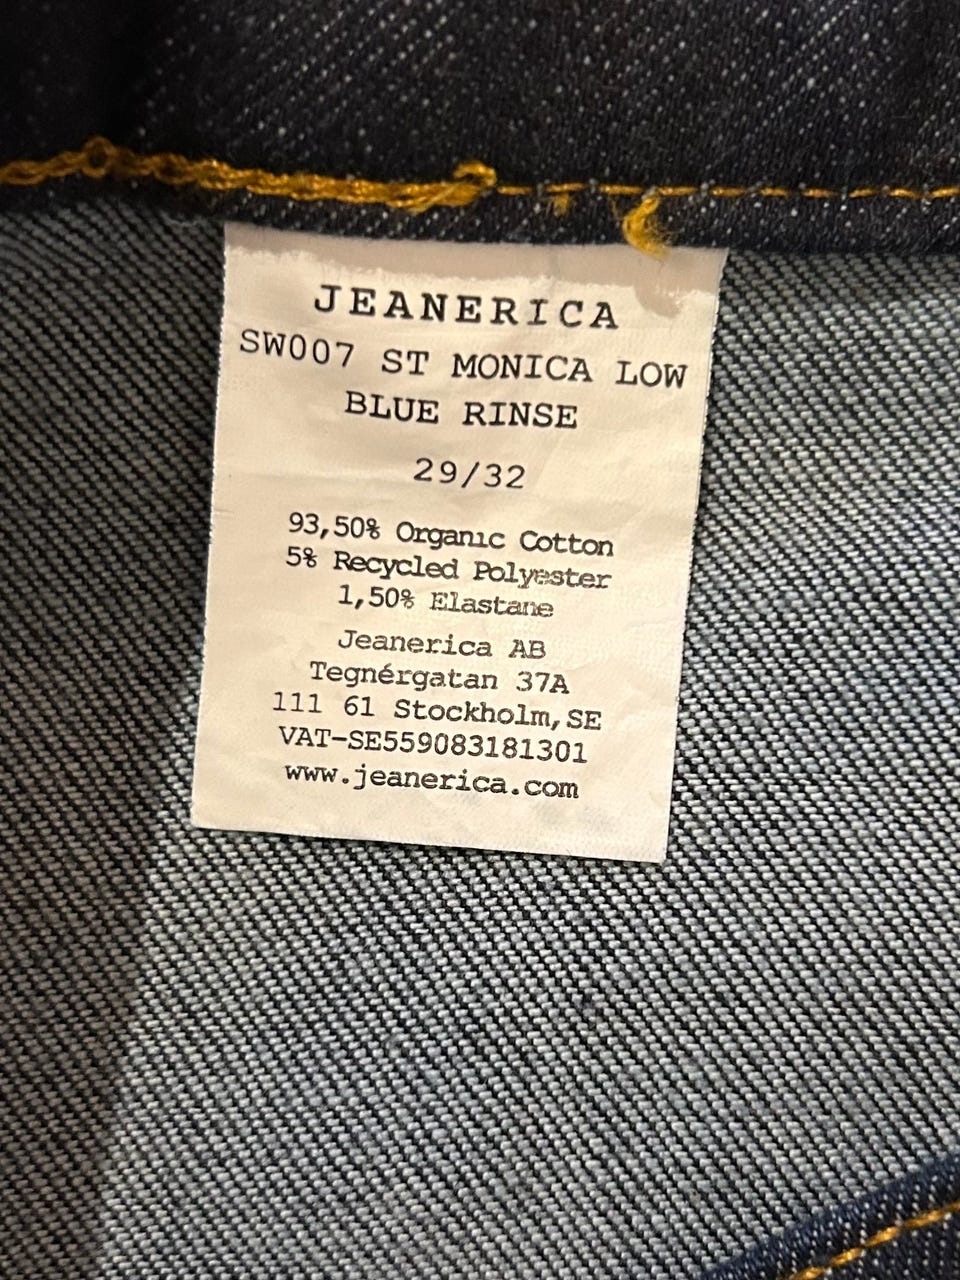 JEANERICA
SW007 ST MONICA LOW
BLUE RINSE
29/32
93,50% Organic Cotton
5% Recycled Polyester
1,50% Elastane
Jeanerica AB
Tegnérgatan 37A
111 61 Stockholm, SE
VAT-SE559083181301
www.jeanerica.com